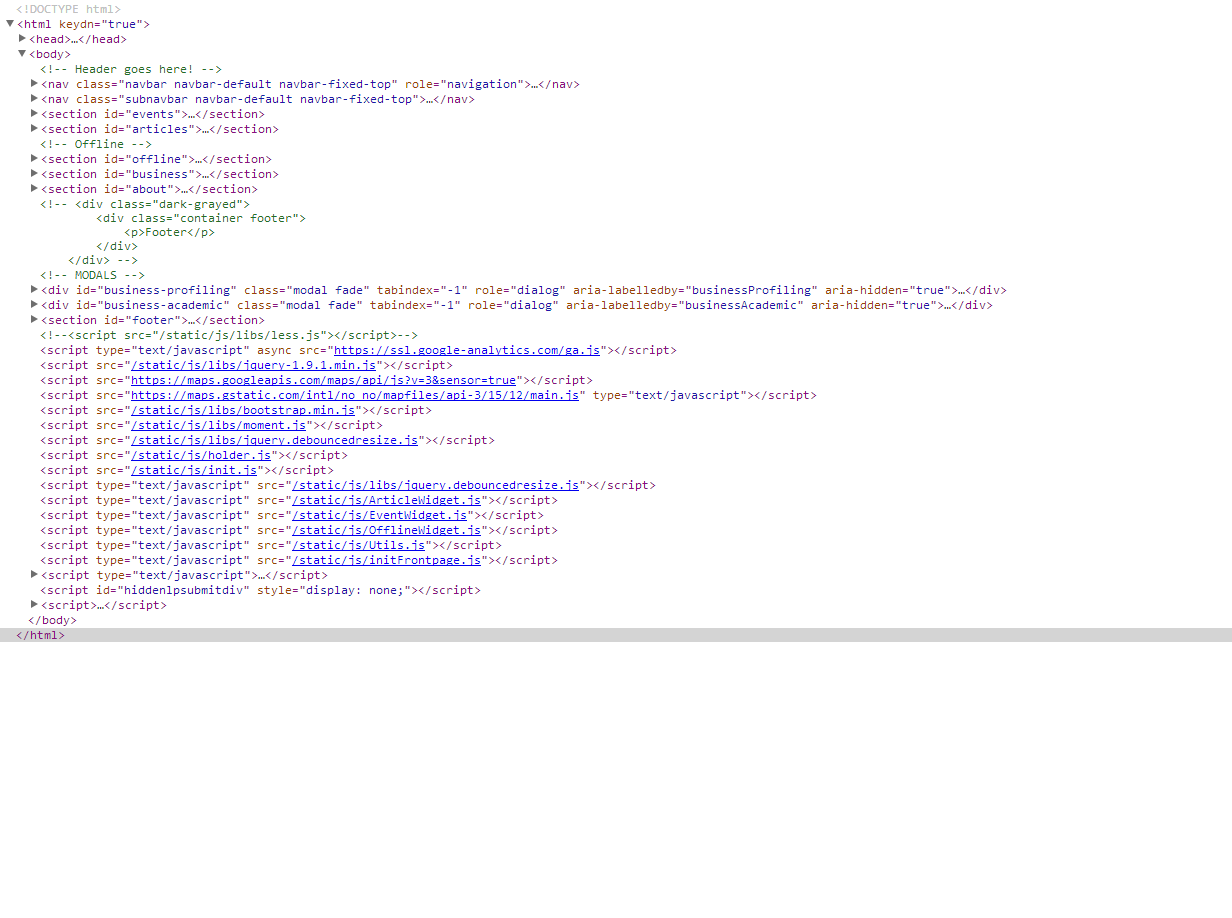 <!DOCTYPE html>
▼<html keydn="true">
▶<head>…</head>
▼<body>
<!-- Header goes here! -->
▶<nav class="navbar navbar-default navbar-fixed-top" role="navigation">…</nav>
▶<nav class="subnavbar navbar-default navbar-fixed-top">…</nav>
▶<section id="events">…</section>
▶<section id="articles">…</section>
<!-- Offline -->
▶<section id="offline">…</section>
▶<section id="business">…</section>
▶<section id="about">…</section>
<!-- <div class="dark-grayed">
<div class="container footer">
<p>Footer</p>
</div>
</div> -->
<!-- MODALS -->
▶<div id="business-profiling" class="modal fade" tabindex="-1" role="dialog" aria-labelledby="businessProfiling" aria-hidden="true">…</div>
▶<div id="business-academic" class="modal fade" tabindex="-1" role="dialog" aria-labelledby="businessAcademic" aria-hidden="true">…</div>
▶<section id="footer">…</section>
<!--<script src="/static/js/libs/less.js"></script>-->
<script type="text/javascript" async src="https://ssl.google-analytics.com/ga.js"></script>
<script src="/static/js/libs/jquery-1.9.1.min.js"></script>
<script src="https://maps.googleapis.com/maps/api/js?v=3&sensor=true"></script>
<script src="https://maps.gstatic.com/intl/no_no/mapfiles/api-3/15/12/main.js" type="text/javascript"></script>
<script src="/static/js/libs/bootstrap.min.js"></script>
<script src="/static/js/libs/moment.js"></script>
<script src="/static/js/libs/jquery.debouncedresize.js"></script>
<script src="/static/js/holder.js"></script>
<script src="/static/js/init.js"></script>
<script type="text/javascript" src="/static/js/libs/jquery.debouncedresize.js"></script>
<script type="text/javascript" src="/static/js/ArticleWidget.js"></script>
<script type="text/javascript" src="/static/js/EventWidget.js"></script>
<script type="text/javascript" src="/static/js/OfflineWidget.js"></script>
<script type="text/javascript" src="/static/js/Utils.js"></script>
<script type="text/javascript" src="/static/js/initFrontpage.js"></script>
▶<script type="text/javascript">…</script>
<script id="hiddenlpsubmitdiv" style="display: none;"></script>
▶<script>…</script>
</body>
</html>